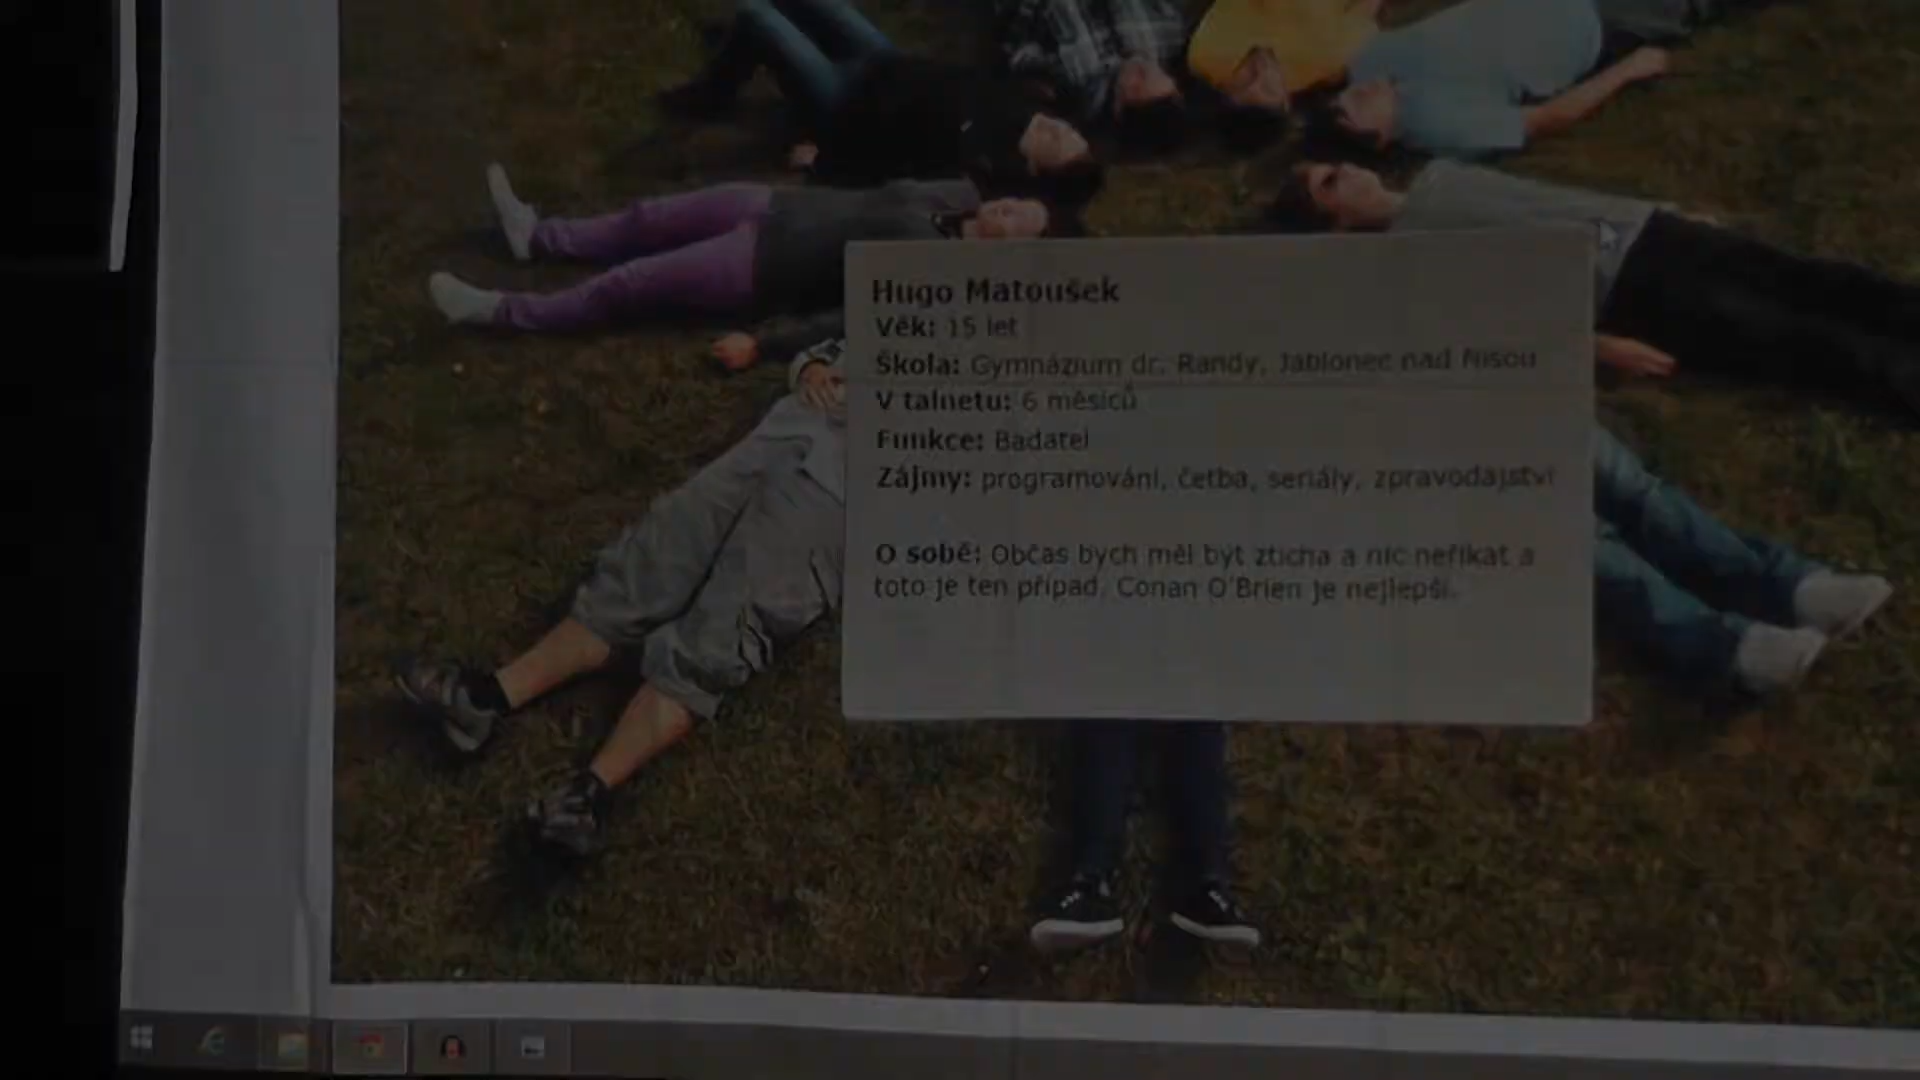 Hugo Matoušek
Věk: 15 let
Škola: Gymnázium dr. Randy, Jablonec nad Nisou
V talnetu: 6 měsíců
Funkce: Badatel
Zájmy: programování, četba, seriály, zpravodajství
O sobě: Občas bych měl být zticha a nic neříkat a
toto je ten případ. Conan O'Brien je nejlepší.